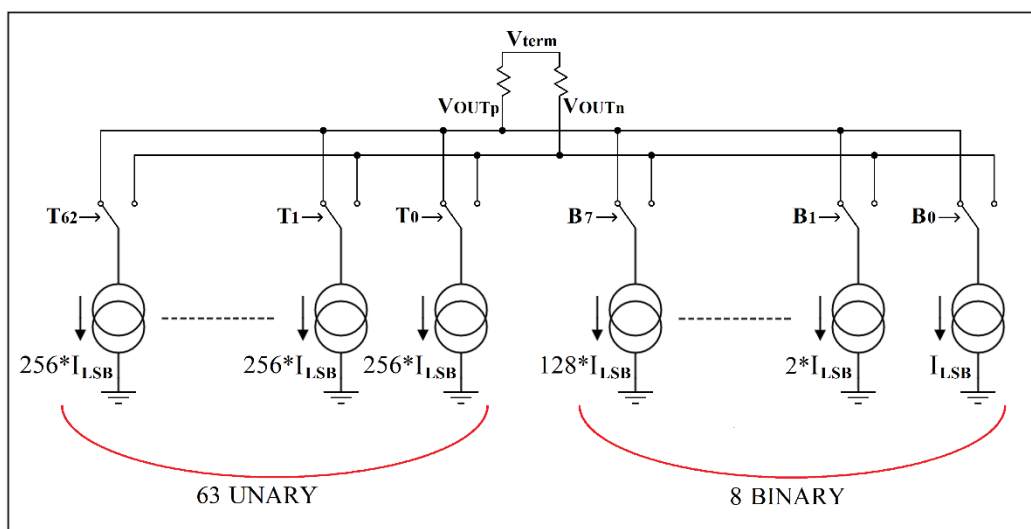 Vterm
VOUTp VOUTn
T62 T1 T0 B7 B1 B0
256*ILSB 256*ILSB 256*ILSB 128*ILSB 2*ILSB ILSB
63 UNARY 8 BINARY